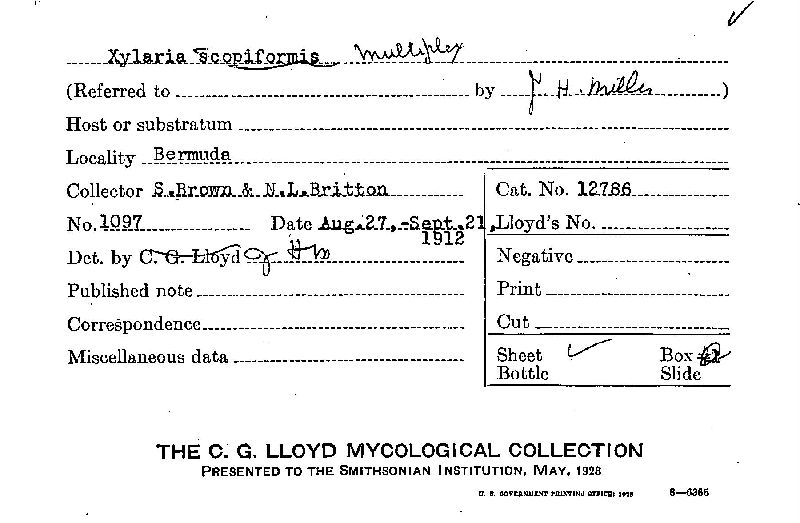 Xylaria scopiformis multiplex
(Referred to by J. H. Miller)
Host or substratum
Locality Bermuda
Collector S.Brown & N.L.Britton
Cat. No. 12786
No. 1097 Date Aug.27,-Sept.21, 1912
Lloyd's No.
Det. by C. G. Lloyd
Negative
Published note
Print
Correspondence
Cut
Miscellaneous data
Sheet ✓ Box
Bottle Slide
THE C. G. LLOYD MYCOLOGICAL COLLECTION
PRESENTED TO THE SMITHSONIAN INSTITUTION, MAY, 1928
U. S. GOVERNMENT PRINTING OFFICE: 1928 8—6366